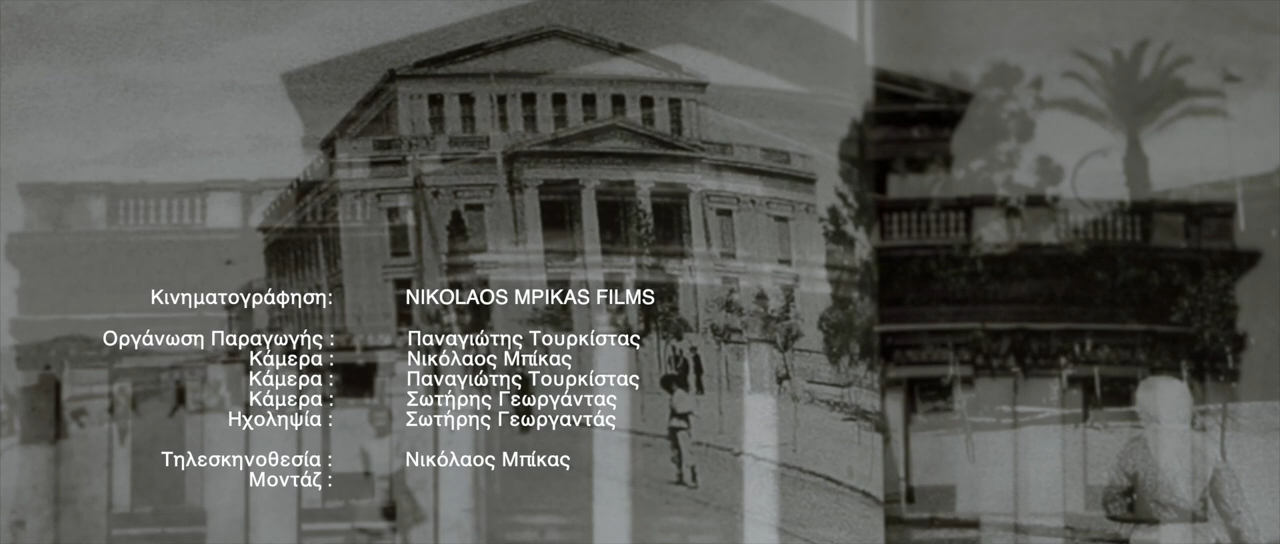 Κινηματογράφηση: NIKOLAOS MPIKAS FILMS
Οργάνωση Παραγωγής : Παναγιώτης Τουρκίστας
Κάμερα : Νικόλαος Μπίκας
Κάμερα : Παναγιώτης Τουρκίστας
Κάμερα : Σωτήρης Γεωργάντας
Ηχοληψία : Σωτήρης Γεωργαντάς
Τηλεσκηνοθεσία : Νικόλαος Μπίκας
Μοντάζ :